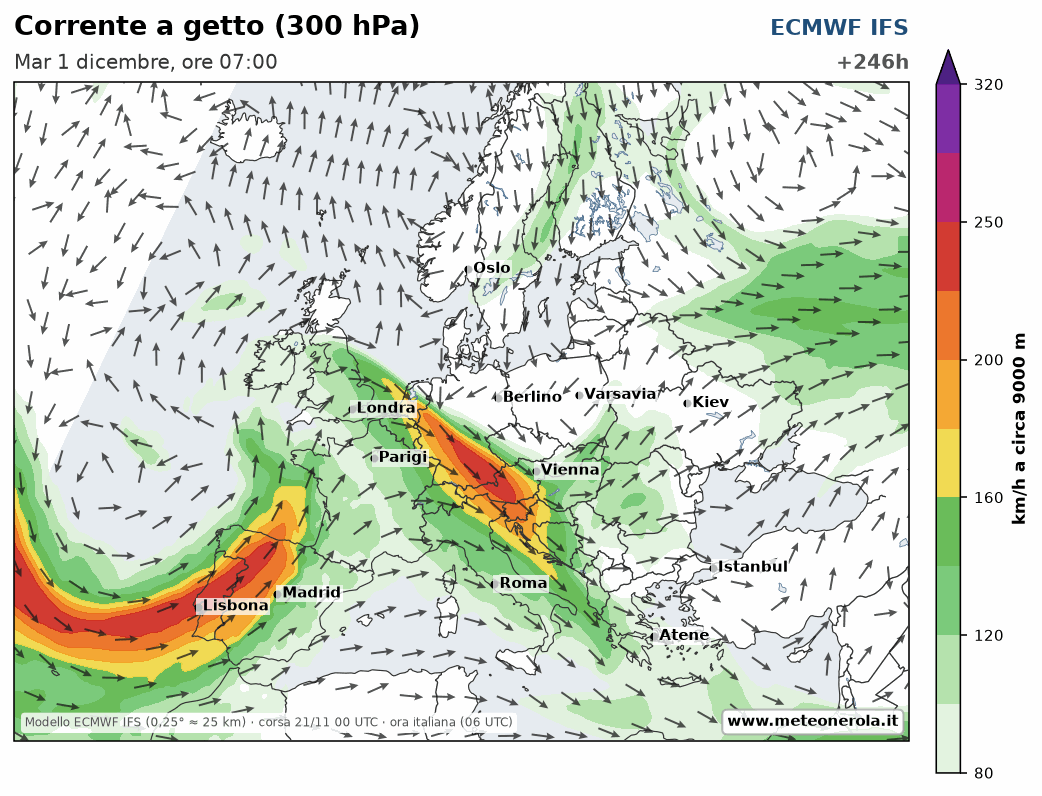 Corrente a getto (300 hPa)
ECMWF IFS
Mar 1 dicembre, ore 07:00
+246h
320
250
200
160
120
80
km/h a circa 9000 m
Oslo
Berlino
Varsavia
Kiev
Londra
Parigi
Vienna
Istanbul
Roma
Madrid
Lisbona
Atene
Modello ECMWF IFS (0,25° ≈ 25 km) · corsa 21/11 00 UTC · ora italiana (06 UTC)
www.meteonerola.it